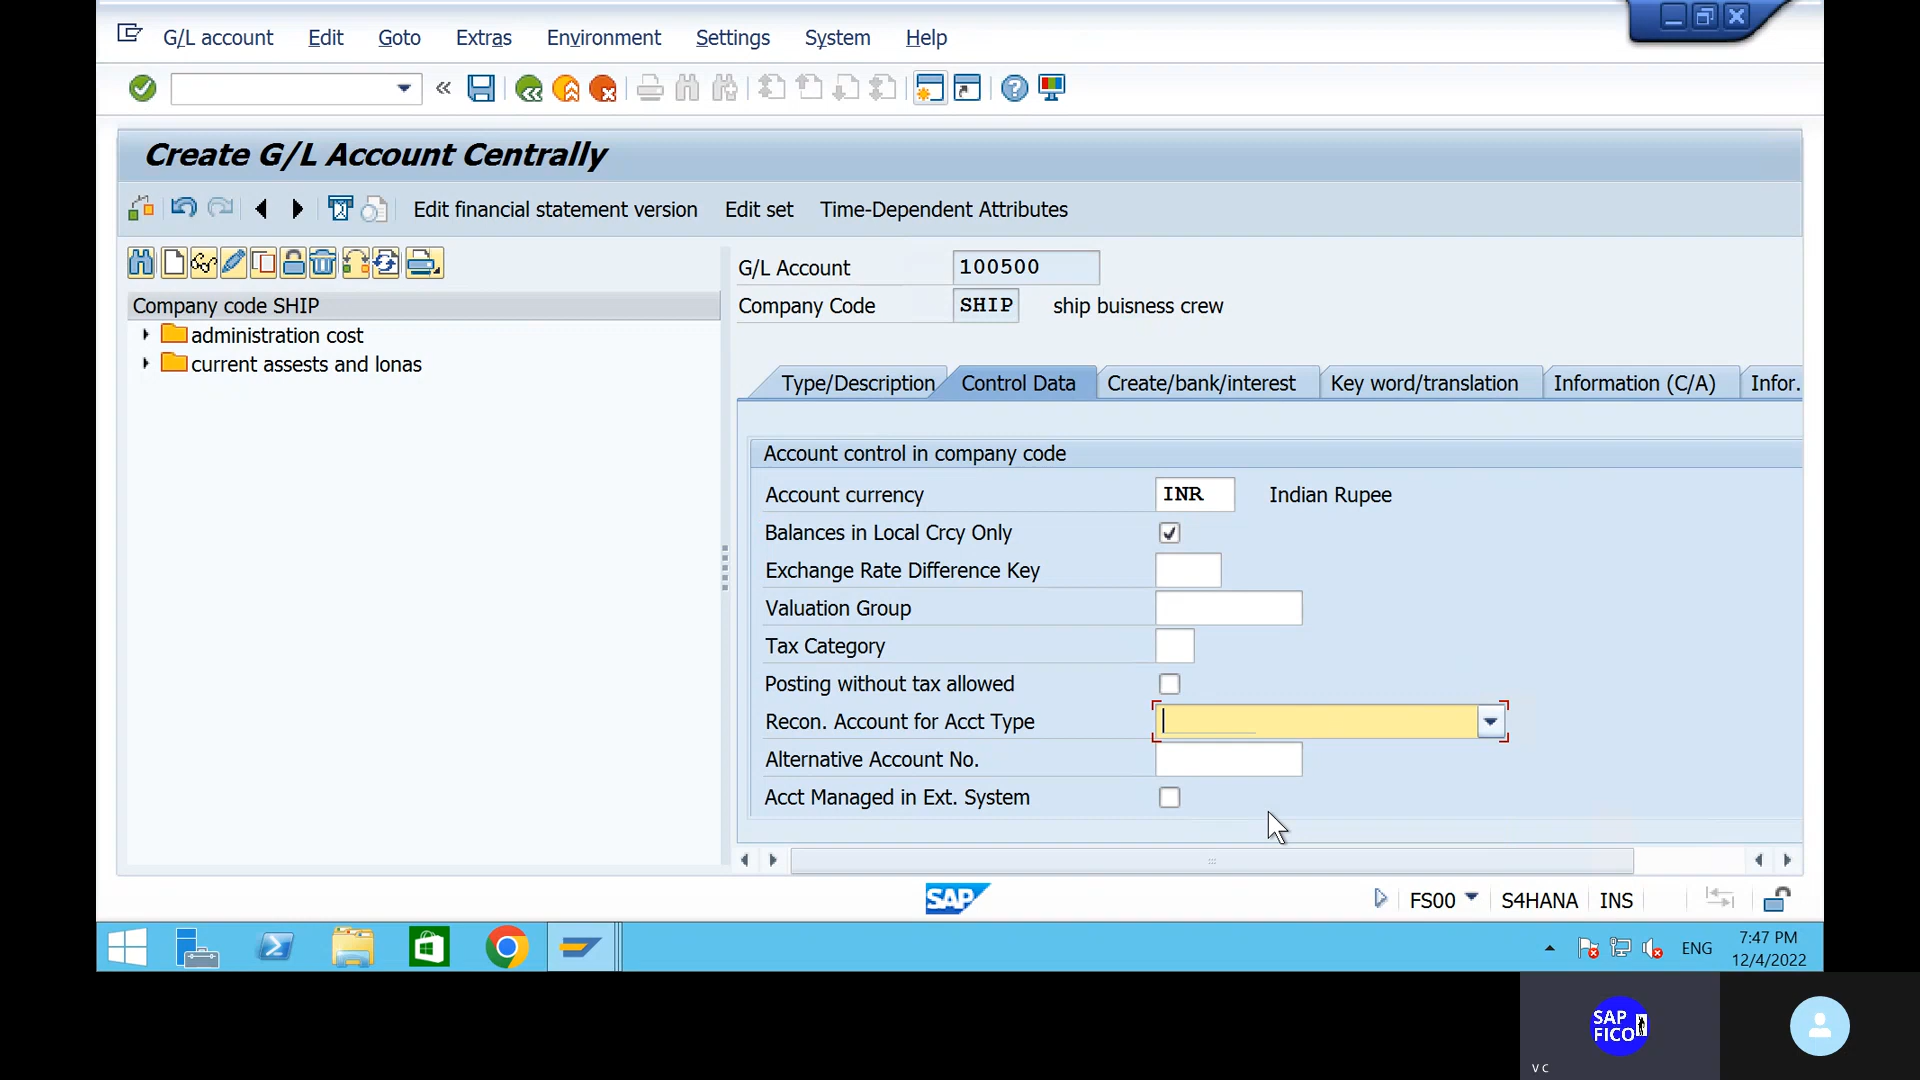 G/L account Edit Goto Extras Environment Settings System Help
Create G/L Account Centrally
Edit financial statement version Edit set Time-Dependent Attributes
Company code SHIP
administration cost
current assests and lonas
G/L Account 100500
Company Code SHIP ship buisness crew
Type/Description Control Data Create/bank/interest Key word/translation Information (C/A) Infor.
Account control in company code
Account currency INR Indian Rupee
Balances in Local Crcy Only
Exchange Rate Difference Key
Valuation Group
Tax Category
Posting without tax allowed
Recon. Account for Acct Type
Alternative Account No.
Acct Managed in Ext. System
SAP FS00 S4HANA INS
ENG 7:47 PM
12/4/2022
SAP
FICO
V C